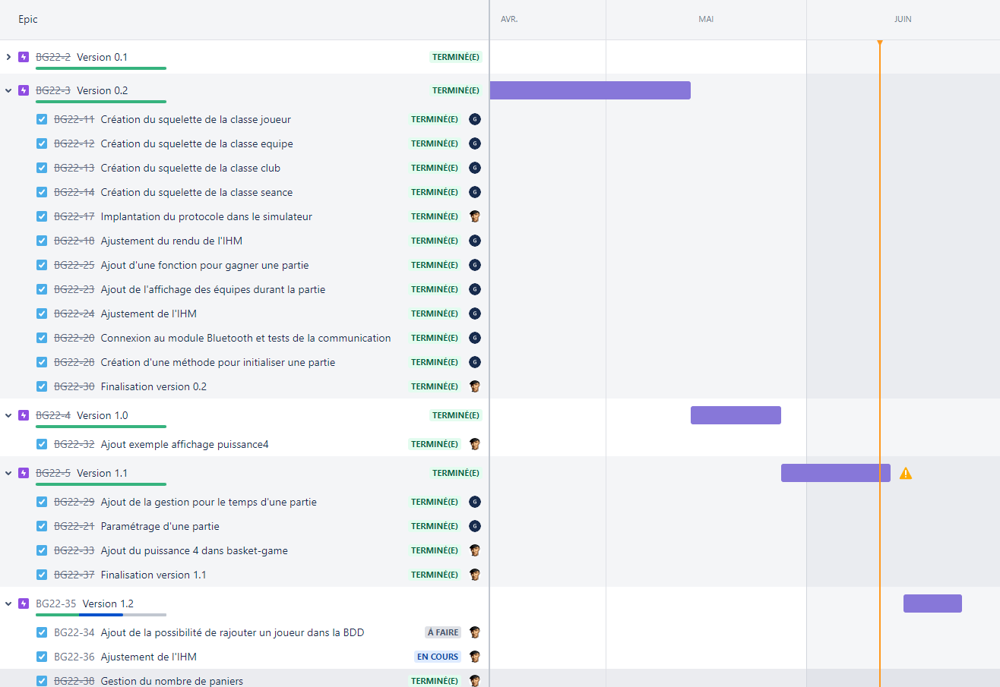 Epic AVR. MAI JUIN
BG22-2 Version 0.1 TERMINÉ(E)
BG22-3 Version 0.2 TERMINÉ(E)
BG22-11 Création du squelette de la classe joueur TERMINÉ(E) G
BG22-12 Création du squelette de la classe equipe TERMINÉ(E) G
BG22-13 Création du squelette de la classe club TERMINÉ(E) G
BG22-14 Création du squelette de la classe seance TERMINÉ(E) G
BG22-17 Implantation du protocole dans le simulateur TERMINÉ(E)
BG22-18 Ajustement du rendu de l'IHM TERMINÉ(E) G
BG22-25 Ajout d'une fonction pour gagner une partie TERMINÉ(E) G
BG22-23 Ajout de l'affichage des équipes durant la partie TERMINÉ(E) G
BG22-24 Ajustement de l'IHM TERMINÉ(E) G
BG22-20 Connexion au module Bluetooth et tests de la communication TERMINÉ(E) G
BG22-28 Création d'une méthode pour initialiser une partie TERMINÉ(E) G
BG22-30 Finalisation version 0.2 TERMINÉ(E)
BG22-4 Version 1.0 TERMINÉ(E)
BG22-32 Ajout exemple affichage puissance4 TERMINÉ(E)
BG22-5 Version 1.1 TERMINÉ(E)
BG22-29 Ajout de la gestion pour le temps d'une partie TERMINÉ(E) G
BG22-21 Paramétrage d'une partie TERMINÉ(E) G
BG22-33 Ajout du puissance 4 dans basket-game TERMINÉ(E)
BG22-37 Finalisation version 1.1 TERMINÉ(E)
BG22-35 Version 1.2
BG22-34 Ajout de la possibilité de rajouter un joueur dans la BDD À FAIRE
BG22-36 Ajustement de l'IHM EN COURS
BG22-38 Gestion du nombre de paniers TERMINÉ(E)